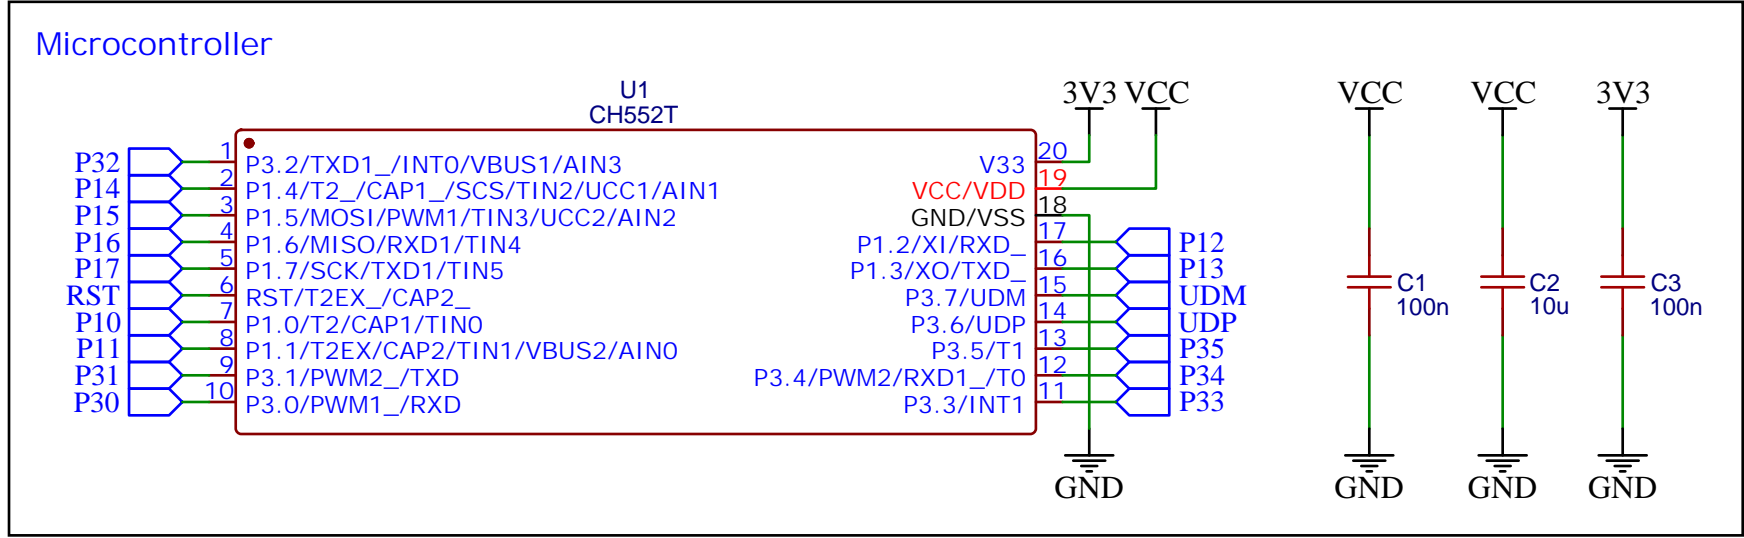 Microcontroller
U1
CH552T
3V3 VCC VCC VCC 3V3
P32 1 P3.2/TXD1_/INT0/VBUS1/AIN3 V33 20
P14 2 P1.4/T2_/CAP1_/SCS/TIN2/UCC1/AIN1 VCC/VDD 19
P15 3 P1.5/MOSI/PWM1/TIN3/UCC2/AIN2 GND/VSS 18
P16 4 P1.6/MISO/RXD1/TIN4 P1.2/XI/RXD_ 17 P12
P17 5 P1.7/SCK/TXD1/TIN5 P1.3/XO/TXD_ 16 P13
RST 6 RST/T2EX_/CAP2_ P3.7/UDM 15 UDM
P10 7 P1.0/T2/CAP1/TIN0 P3.6/UDP 14 UDP
P11 8 P1.1/T2EX/CAP2/TIN1/VBUS2/AIN0 P3.5/T1 13 P35
P31 9 P3.1/PWM2_/TXD P3.4/PWM2/RXD1_/T0 12 P34
P30 10 P3.0/PWM1_/RXD P3.3/INT1 11 P33
C1 C2 C3
100n 10u 100n
GND GND GND GND